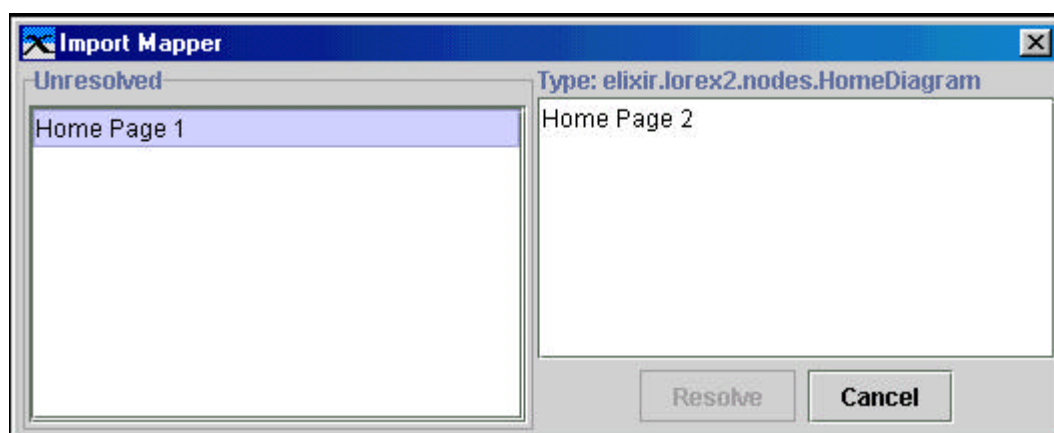 Import Mapper
Unresolved
Type: elixir.lorex2.nodes.HomeDiagram
Home Page 1
Home Page 2
Resolve
Cancel